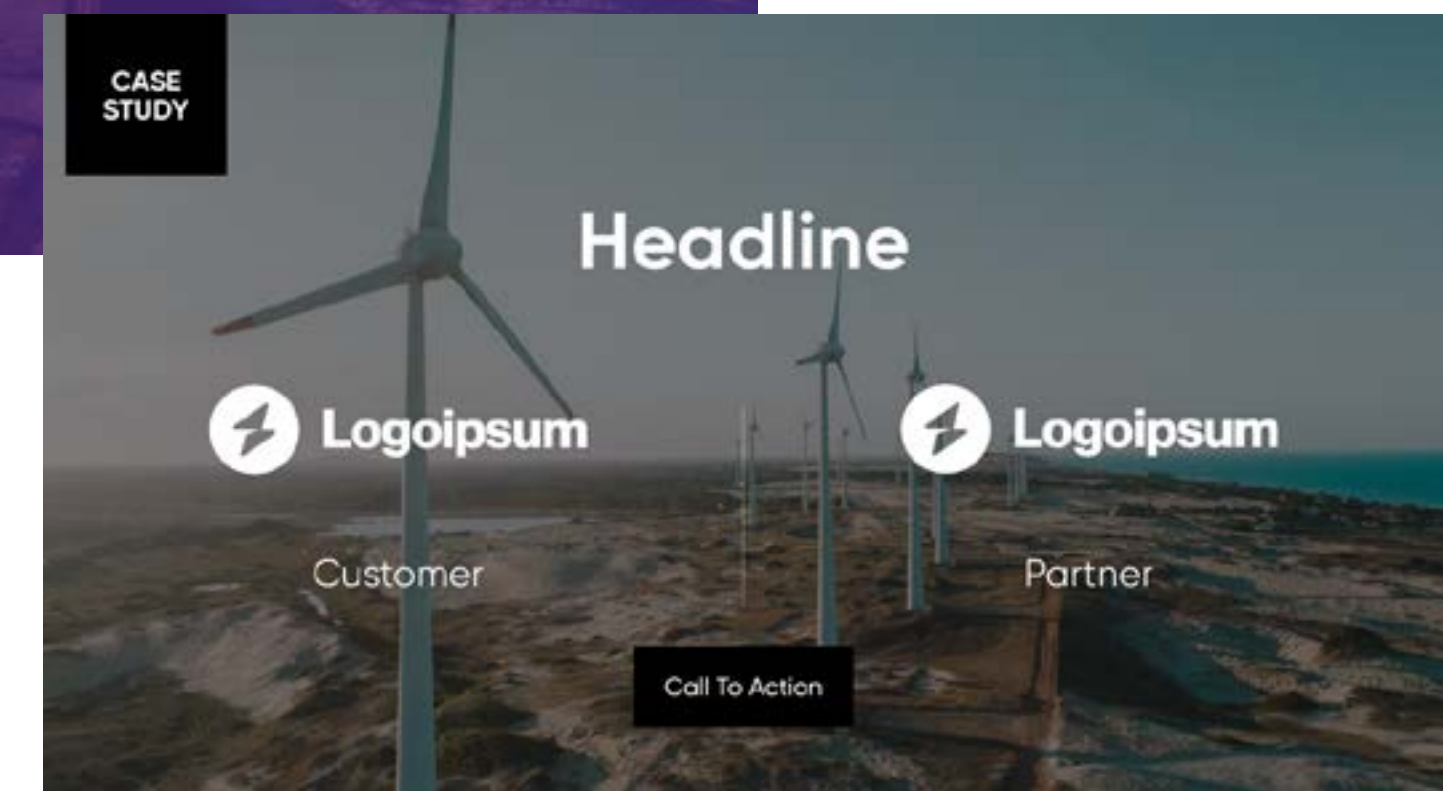 CASE
STUDY
Headline
Logoipsum
Logoipsum
Customer
Partner
Call To Action